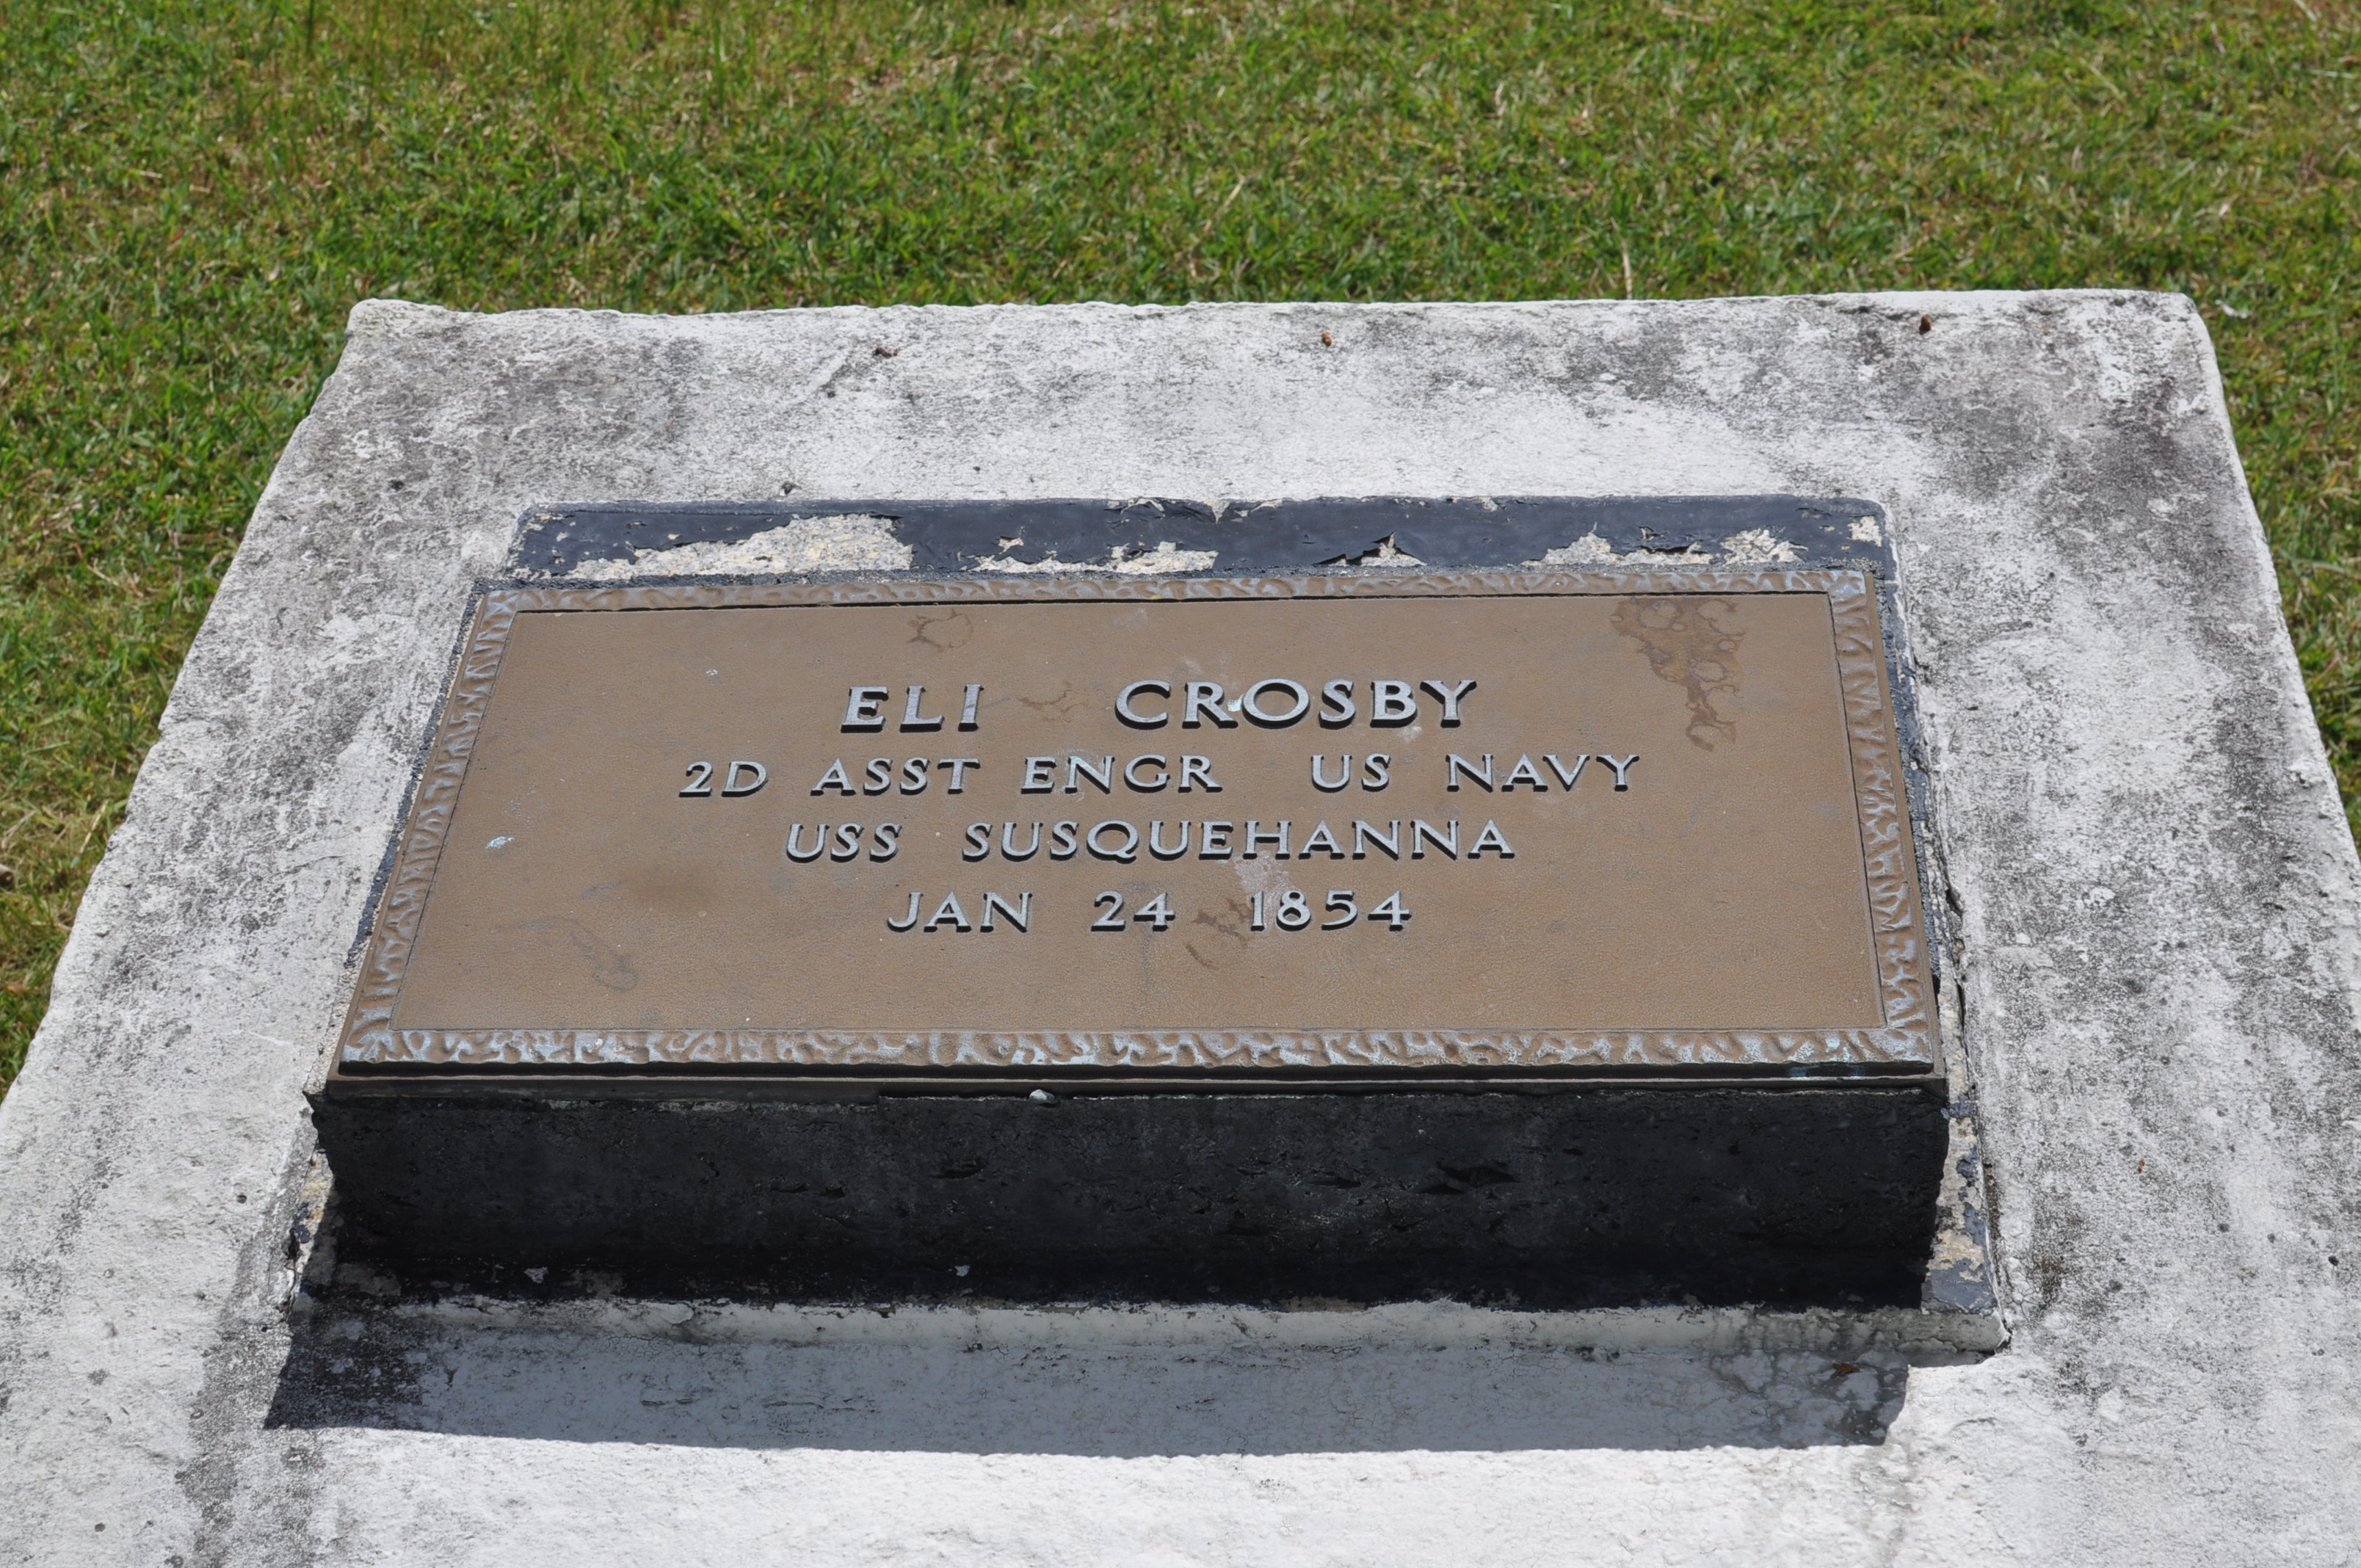 ELI CROSBY
2D ASST ENGR US NAVY
USS SUSQUEHANNA
JAN 24 1854